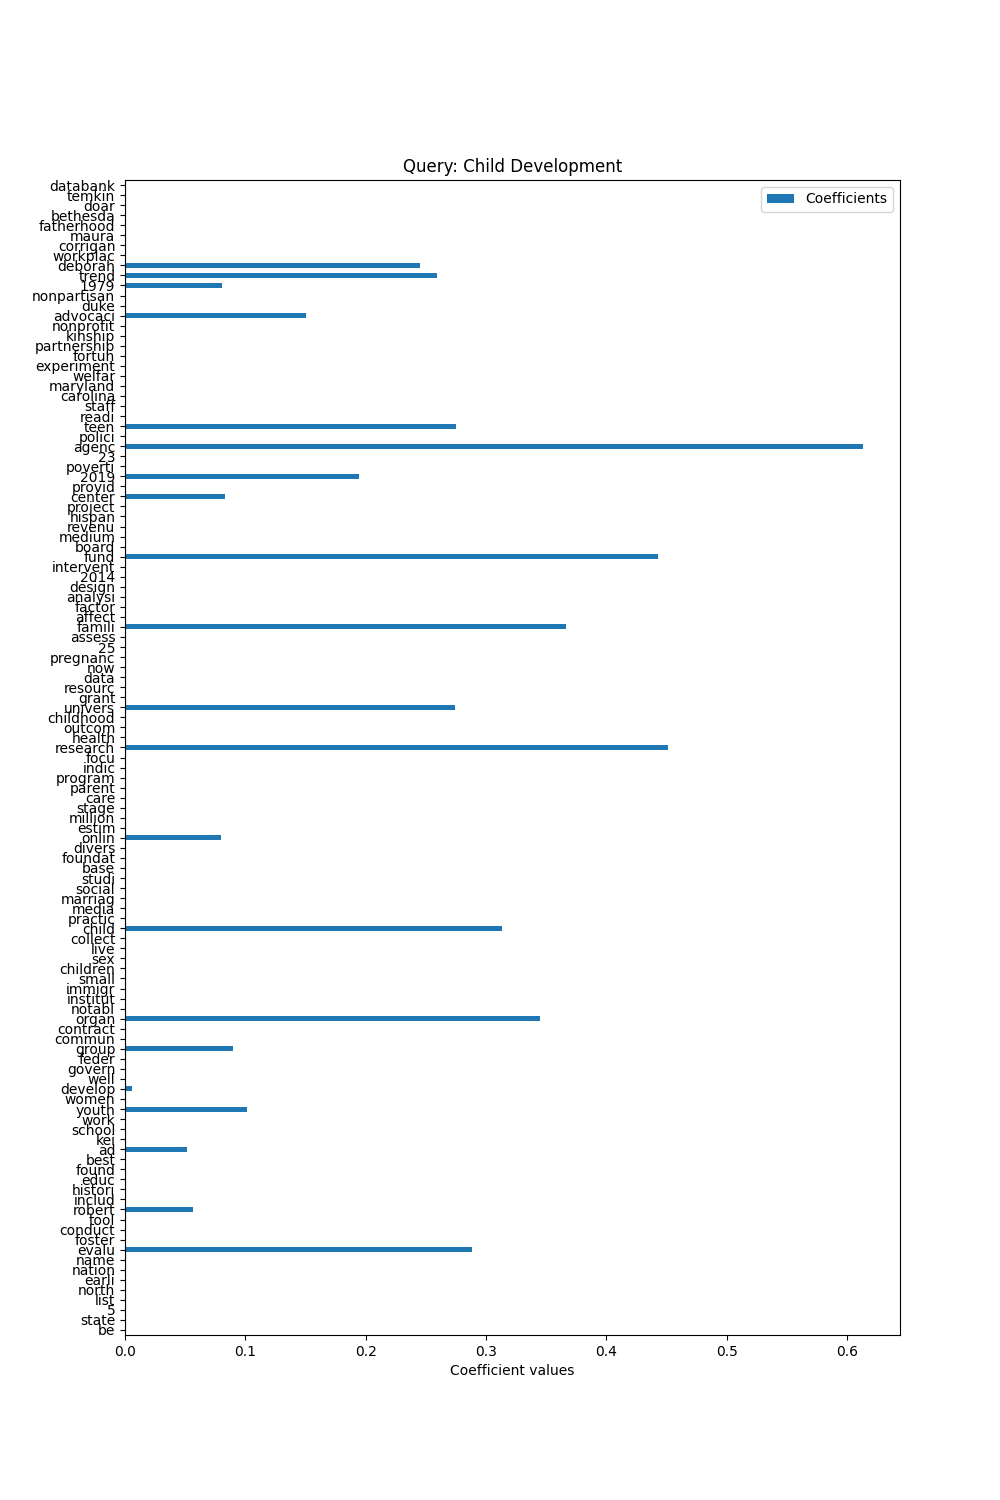 Query: Child Development
Coefficients
databank
temkin
doar
bethesda
fatherhood
maura
corrigan
workplac
deborah
trend
1979
nonpartisan
duke
advocaci
nonprofit
kinship
partnership
fortun
experiment
welfar
maryland
carolina
staff
readi
teen
polici
agenc
23
poverti
2019
provid
center
project
hispan
revenu
medium
board
fund
intervent
2014
design
analysi
factor
affect
famili
assess
25
pregnanc
now
data
resourc
grant
univers
childhood
outcom
health
research
focu
indic
program
parent
care
stage
million
estim
onlin
divers
foundat
base
studi
social
marriag
media
practic
child
collect
live
sex
children
small
immigr
institut
notabl
organ
contract
commun
group
feder
govern
well
develop
women
youth
work
school
kei
ad
best
found
educ
histori
includ
robert
tool
conduct
foster
evalu
name
nation
earli
north
list
5
state
be
0.0 0.1 0.2 0.3 0.4 0.5 0.6
Coefficient values